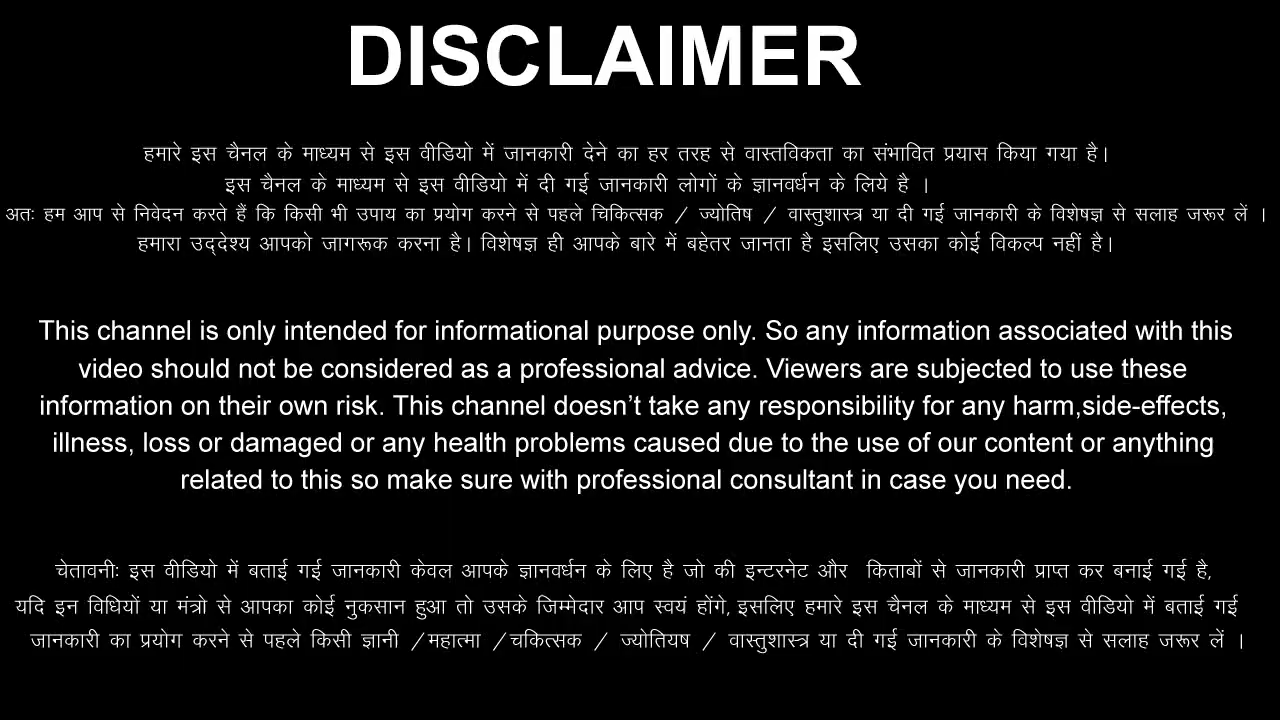 DISCLAIMER
हमारे इस चैनल के माध्यम से इस वीडियो में जानकारी देने का हर तरह से वास्तविकता का संभावित प्रयास किया गया है।
इस चैनल के माध्यम से इस वीडियो में दी गई जानकारी लोगों के ज्ञानवर्धन के लिये है ।
अतः हम आप से निवेदन करते हैं कि किसी भी उपाय का प्रयोग करने से पहले चिकित्सक / ज्योतिष / वास्तुशास्त्र या दी गई जानकारी के विशेषज्ञ से सलाह जरूर लें ।
हमारा उद्देश्य आपको जागरूक करना है। विशेषज्ञ ही आपके बारे में बहेतर जानता है इसलिए उसका कोई विकल्प नहीं है।
This channel is only intended for informational purpose only. So any information associated with this
video should not be considered as a professional advice. Viewers are subjected to use these
information on their own risk. This channel doesn’t take any responsibility for any harm,side-effects,
illness, loss or damaged or any health problems caused due to the use of our content or anything
related to this so make sure with professional consultant in case you need.
चेतावनीः इस वीडियो में बताई गई जानकारी केवल आपके ज्ञानवर्धन के लिए है जो की इन्टरनेट और किताबों से जानकारी प्राप्त कर बनाई गई है,
यदि इन विधियों या मंत्रो से आपका कोई नुकसान हुआ तो उसके जिम्मेदार आप स्वयं होंगे, इसलिए हमारे इस चैनल के माध्यम से इस वीडियो में बताई गई
जानकारी का प्रयोग करने से पहले किसी ज्ञानी /महात्मा /चकित्सक / ज्योतियष / वास्तुशास्त्र या दी गई जानकारी के विशेषज्ञ से सलाह जरूर लें ।